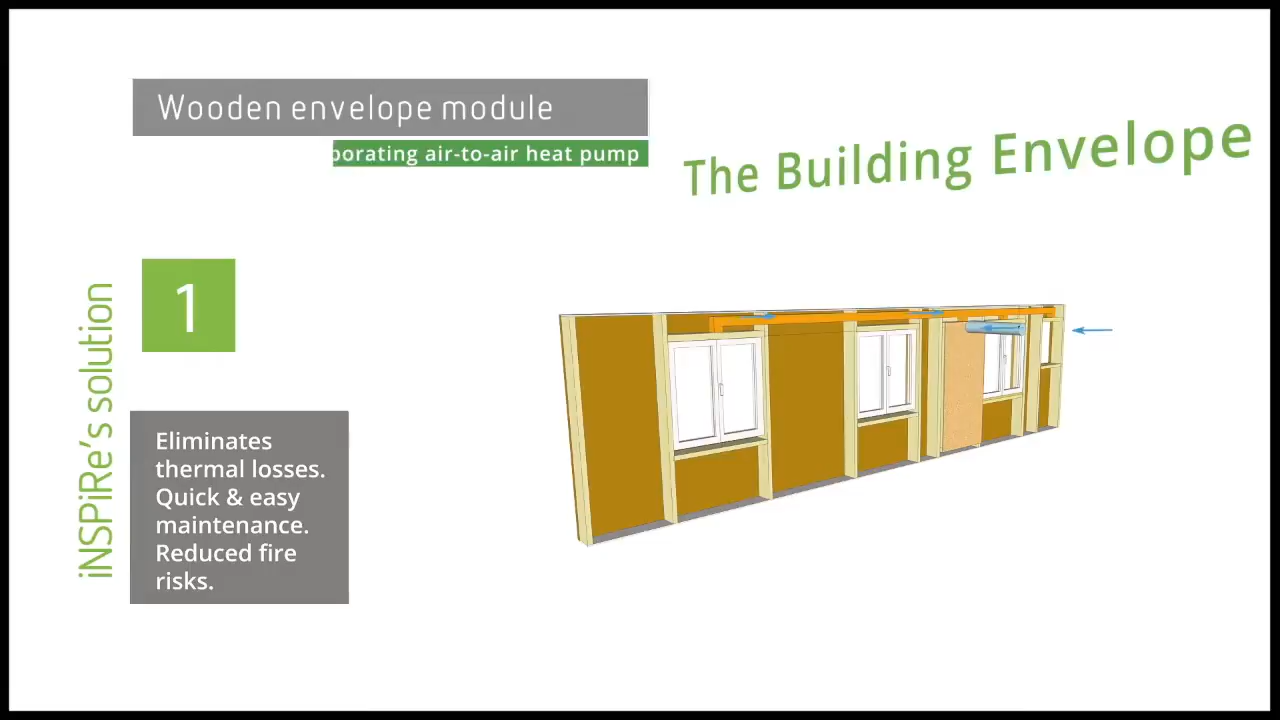 Wooden envelope module
air-to-air heat pump
The Building Envelope
iNSPiRe's solution
1
Eliminates
thermal losses.
Quick & easy
maintenance.
Reduced fire
risks.